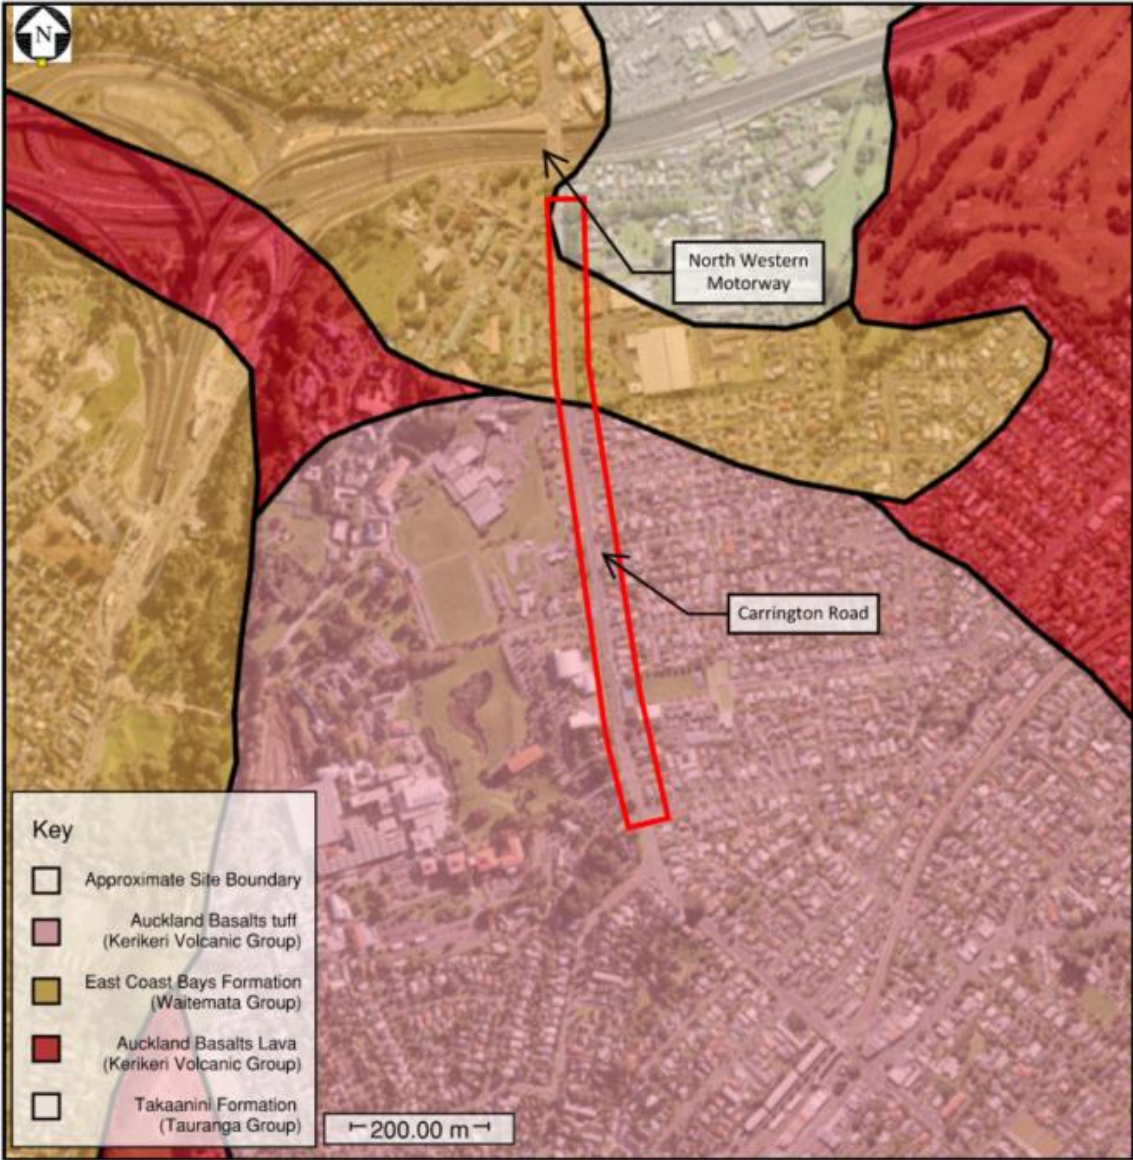 N
North Western
Motorway
Carrington Road
Key
Approximate Site Boundary
Auckland Basalts tuff
(Kerikeri Volcanic Group)
East Coast Bays Formation
(Waitemata Group)
Auckland Basalts Lava
(Kerikeri Volcanic Group)
Takaanini Formation
(Tauranga Group)
200.00 m